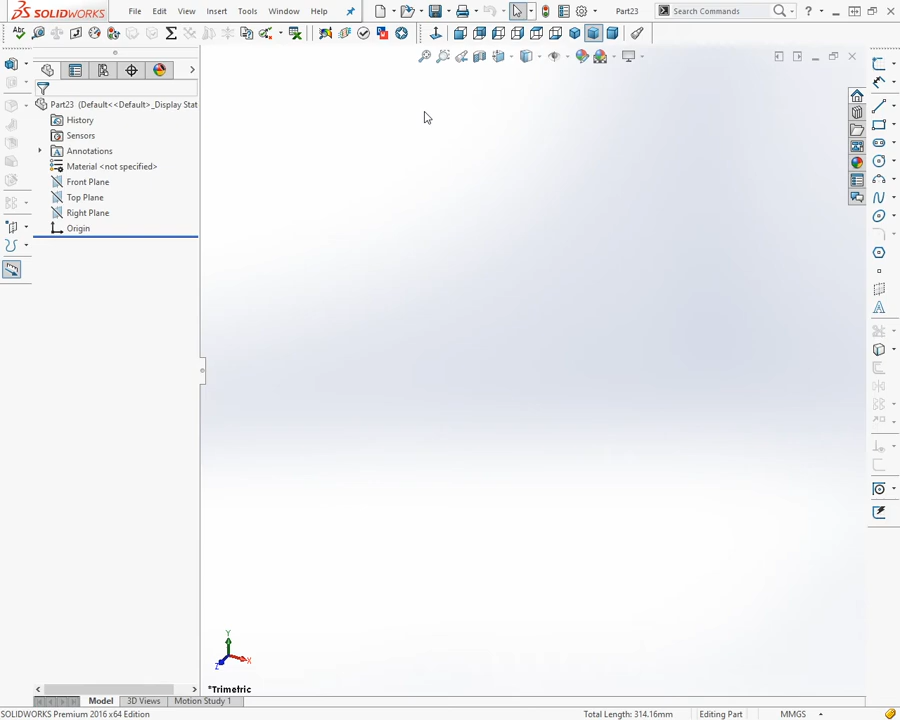 SOLIDWORKS File Edit View Insert Tools Window Help Part23 Search Commands ?
Part23 (Default<<Default>_Display Stat
History
Sensors
Annotations
Material <not specified>
Front Plane
Top Plane
Right Plane
Origin
Y
Z X
*Trimetric
Model 3D Views Motion Study 1
SOLIDWORKS Premium 2016 x64 Edition Total Length: 314.16mm Editing Part MMGS